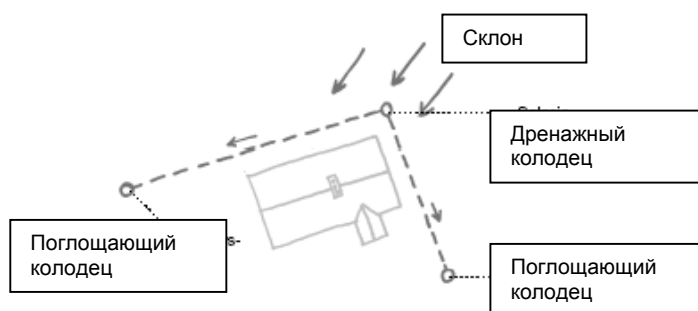 Склон
Дренажный
колодец
Поглощающий
колодец
Поглощающий
колодец